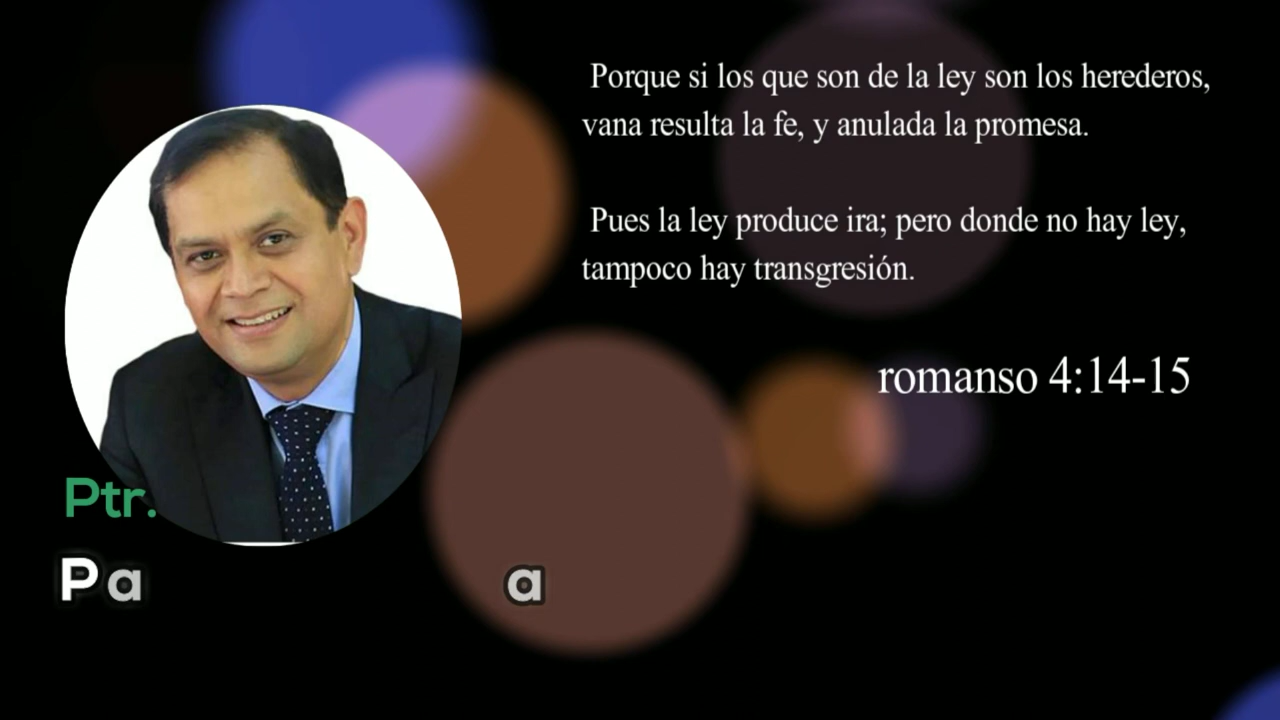 Porque si los que son de la ley son los herederos,
vana resulta la fe, y anulada la promesa.
Pues la ley produce ira; pero donde no hay ley,
tampoco hay transgresión.
romanso 4:14-15
Ptr.
Pa a